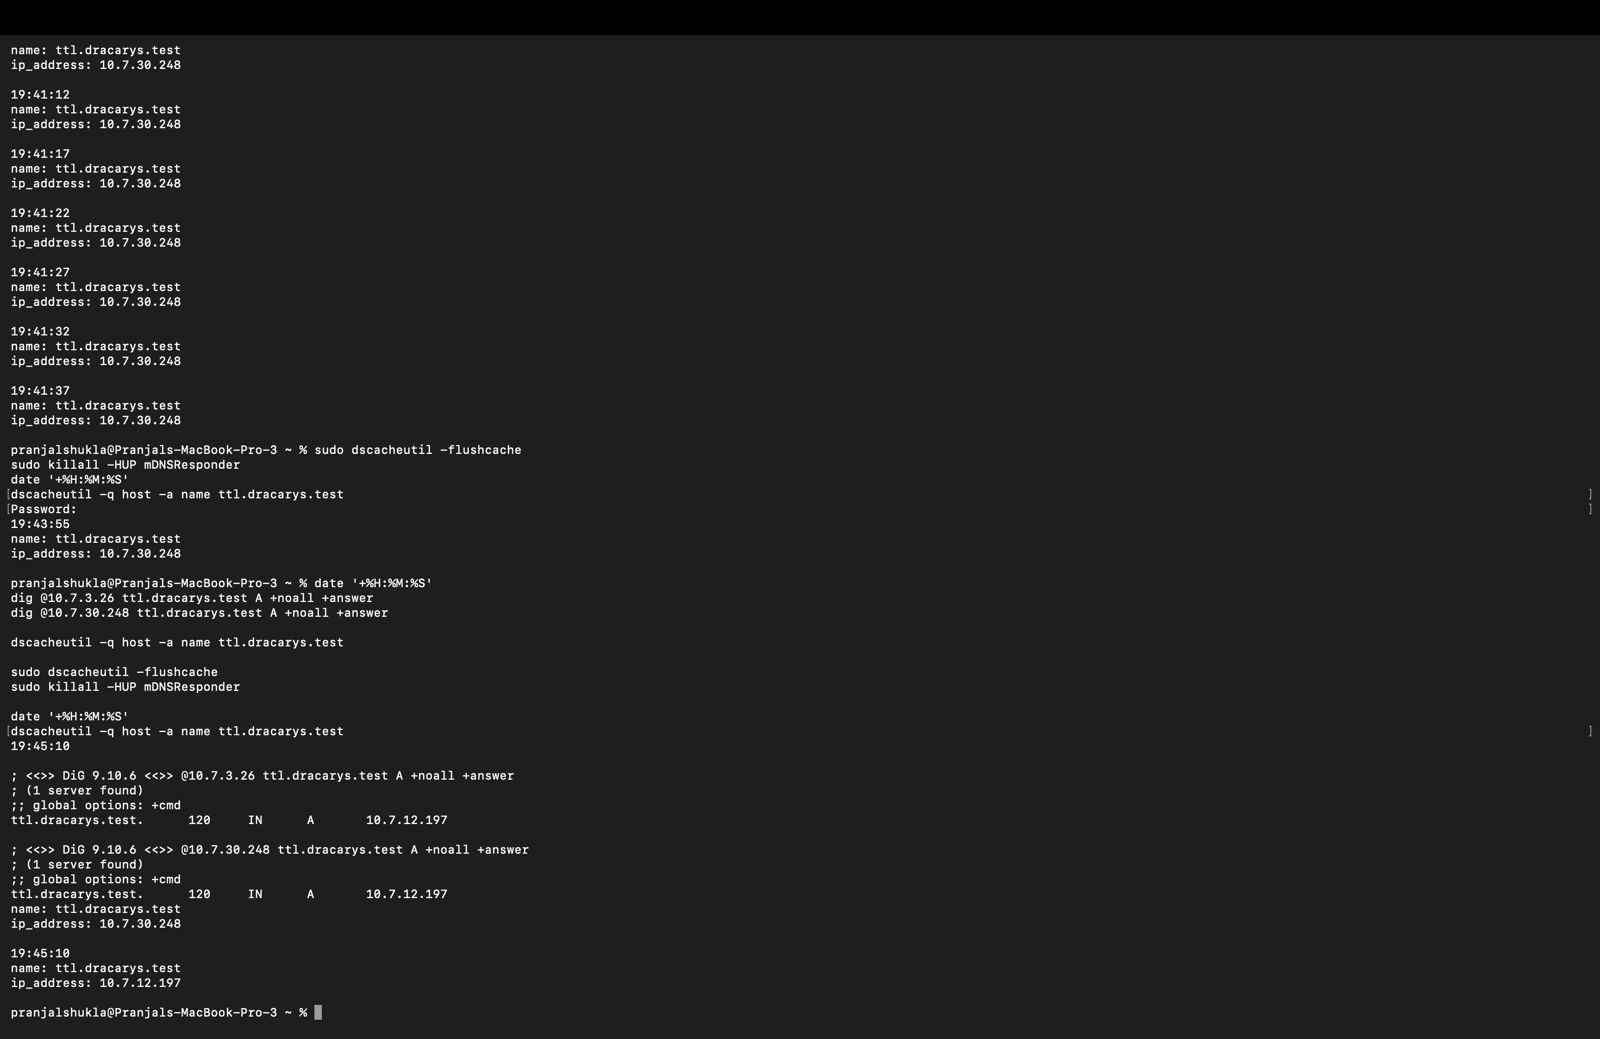 name: ttl.dracarys.test
ip_address: 10.7.30.248
19:41:12
name: ttl.dracarys.test
ip_address: 10.7.30.248
19:41:17
name: ttl.dracarys.test
ip_address: 10.7.30.248
19:41:22
name: ttl.dracarys.test
ip_address: 10.7.30.248
19:41:27
name: ttl.dracarys.test
ip_address: 10.7.30.248
19:41:32
name: ttl.dracarys.test
ip_address: 10.7.30.248
19:41:37
name: ttl.dracarys.test
ip_address: 10.7.30.248
pranjalshukla@Pranjals-MacBook-Pro-3 ~ % sudo dscacheutil -flushcache
sudo killall -HUP mDNSResponder
date '+%H:%M:%S'
[dscacheutil -q host -a name ttl.dracarys.test ]
[Password: ]
19:43:55
name: ttl.dracarys.test
ip_address: 10.7.30.248
pranjalshukla@Pranjals-MacBook-Pro-3 ~ % date '+%H:%M:%S'
dig @10.7.3.26 ttl.dracarys.test A +noall +answer
dig @10.7.30.248 ttl.dracarys.test A +noall +answer
dscacheutil -q host -a name ttl.dracarys.test
sudo dscacheutil -flushcache
sudo killall -HUP mDNSResponder
date '+%H:%M:%S'
[dscacheutil -q host -a name ttl.dracarys.test ]
19:45:10
; <<>> DiG 9.10.6 <<>> @10.7.3.26 ttl.dracarys.test A +noall +answer
; (1 server found)
;; global options: +cmd
ttl.dracarys.test. 120 IN A 10.7.12.197
; <<>> DiG 9.10.6 <<>> @10.7.30.248 ttl.dracarys.test A +noall +answer
; (1 server found)
;; global options: +cmd
ttl.dracarys.test. 120 IN A 10.7.12.197
name: ttl.dracarys.test
ip_address: 10.7.30.248
19:45:10
name: ttl.dracarys.test
ip_address: 10.7.12.197
pranjalshukla@Pranjals-MacBook-Pro-3 ~ %